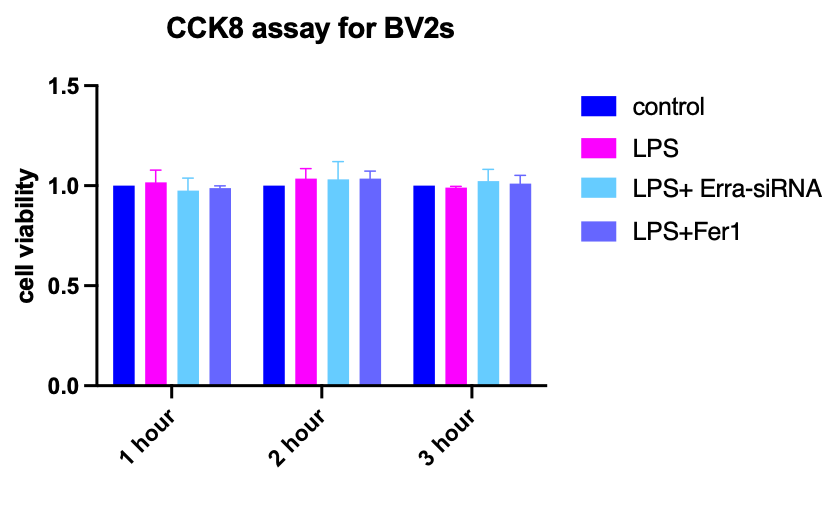 CCK8 assay for BV2s
cell viability
1.5
1.0
0.5
0.0
1 hour
2 hour
3 hour
control
LPS
LPS+ Erra-siRNA
LPS+Fer1